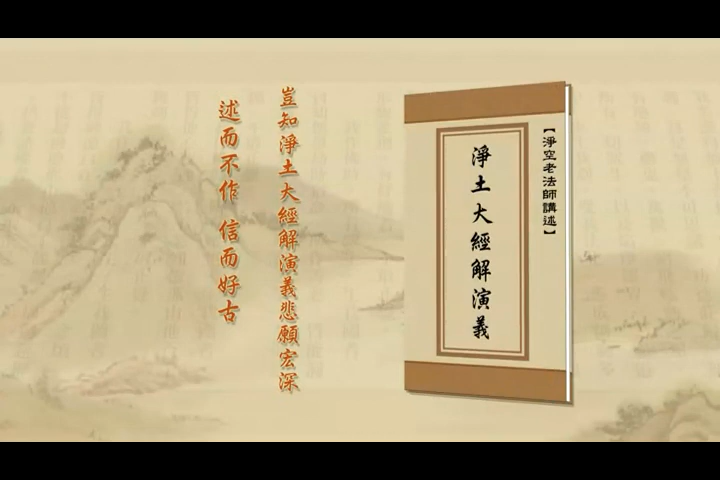 【淨空老法師講述】
淨土大經解演義
豈知淨土大經解演義悲願宏深
述而不作 信而好古